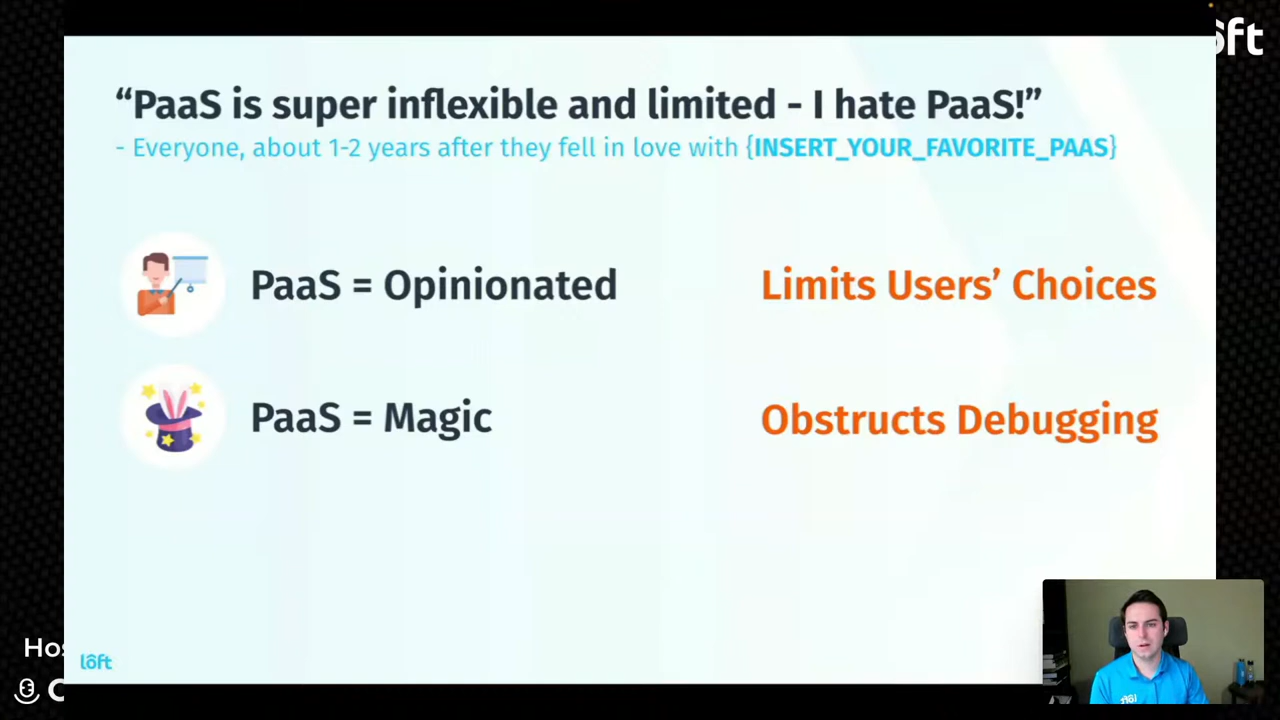 “PaaS is super inflexible and limited - I hate PaaS!”
- Everyone, about 1-2 years after they fell in love with {INSERT_YOUR_FAVORITE_PAAS}
PaaS = Opinionated
Limits Users’ Choices
PaaS = Magic
Obstructs Debugging
loft